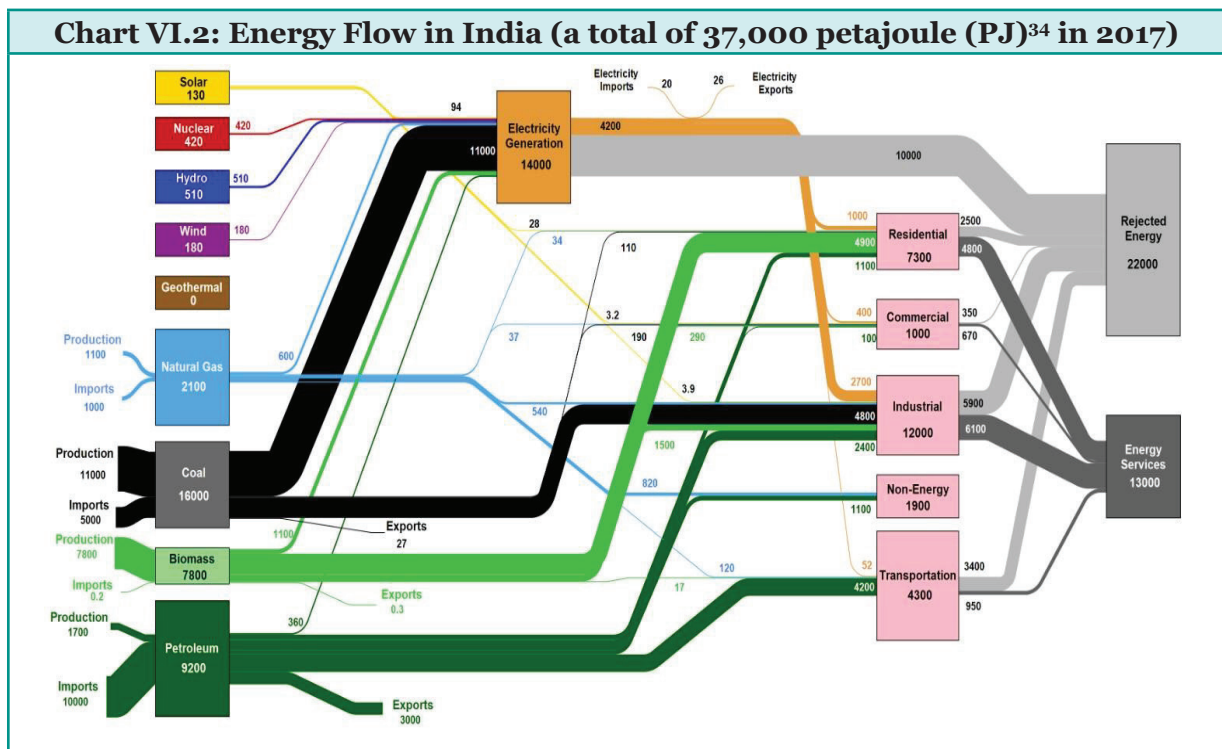 Chart VI.2: Energy Flow in India (a total of 37,000 petajoule (PJ)³⁴ in 2017)
Solar
130
Nuclear
420
420
Hydro
510
510
Wind
180
180
Geothermal
0
Production
1100
Imports
1000
Natural Gas
2100
600
Production
11000
Imports
5000
Coal
16000
Exports
27
Production
7800
Imports
0.2
Biomass
7800
1100
Exports
0.3
Production
1700
Imports
10000
Petroleum
9200
360
Exports
3000
94
11000
Electricity
Generation
14000
Electricity
Imports
20
26
Electricity
Exports
4200
10000
28
34
110
3.2
37
190
290
3.9
540
1500
820
120
17
1000
4900
1100
Residential
7300
2500
4800
400
100
Commercial
1000
350
670
2700
4800
2400
Industrial
12000
5900
6100
1100
Non-Energy
1900
52
4200
Transportation
4300
3400
950
Rejected
Energy
22000
Energy
Services
13000